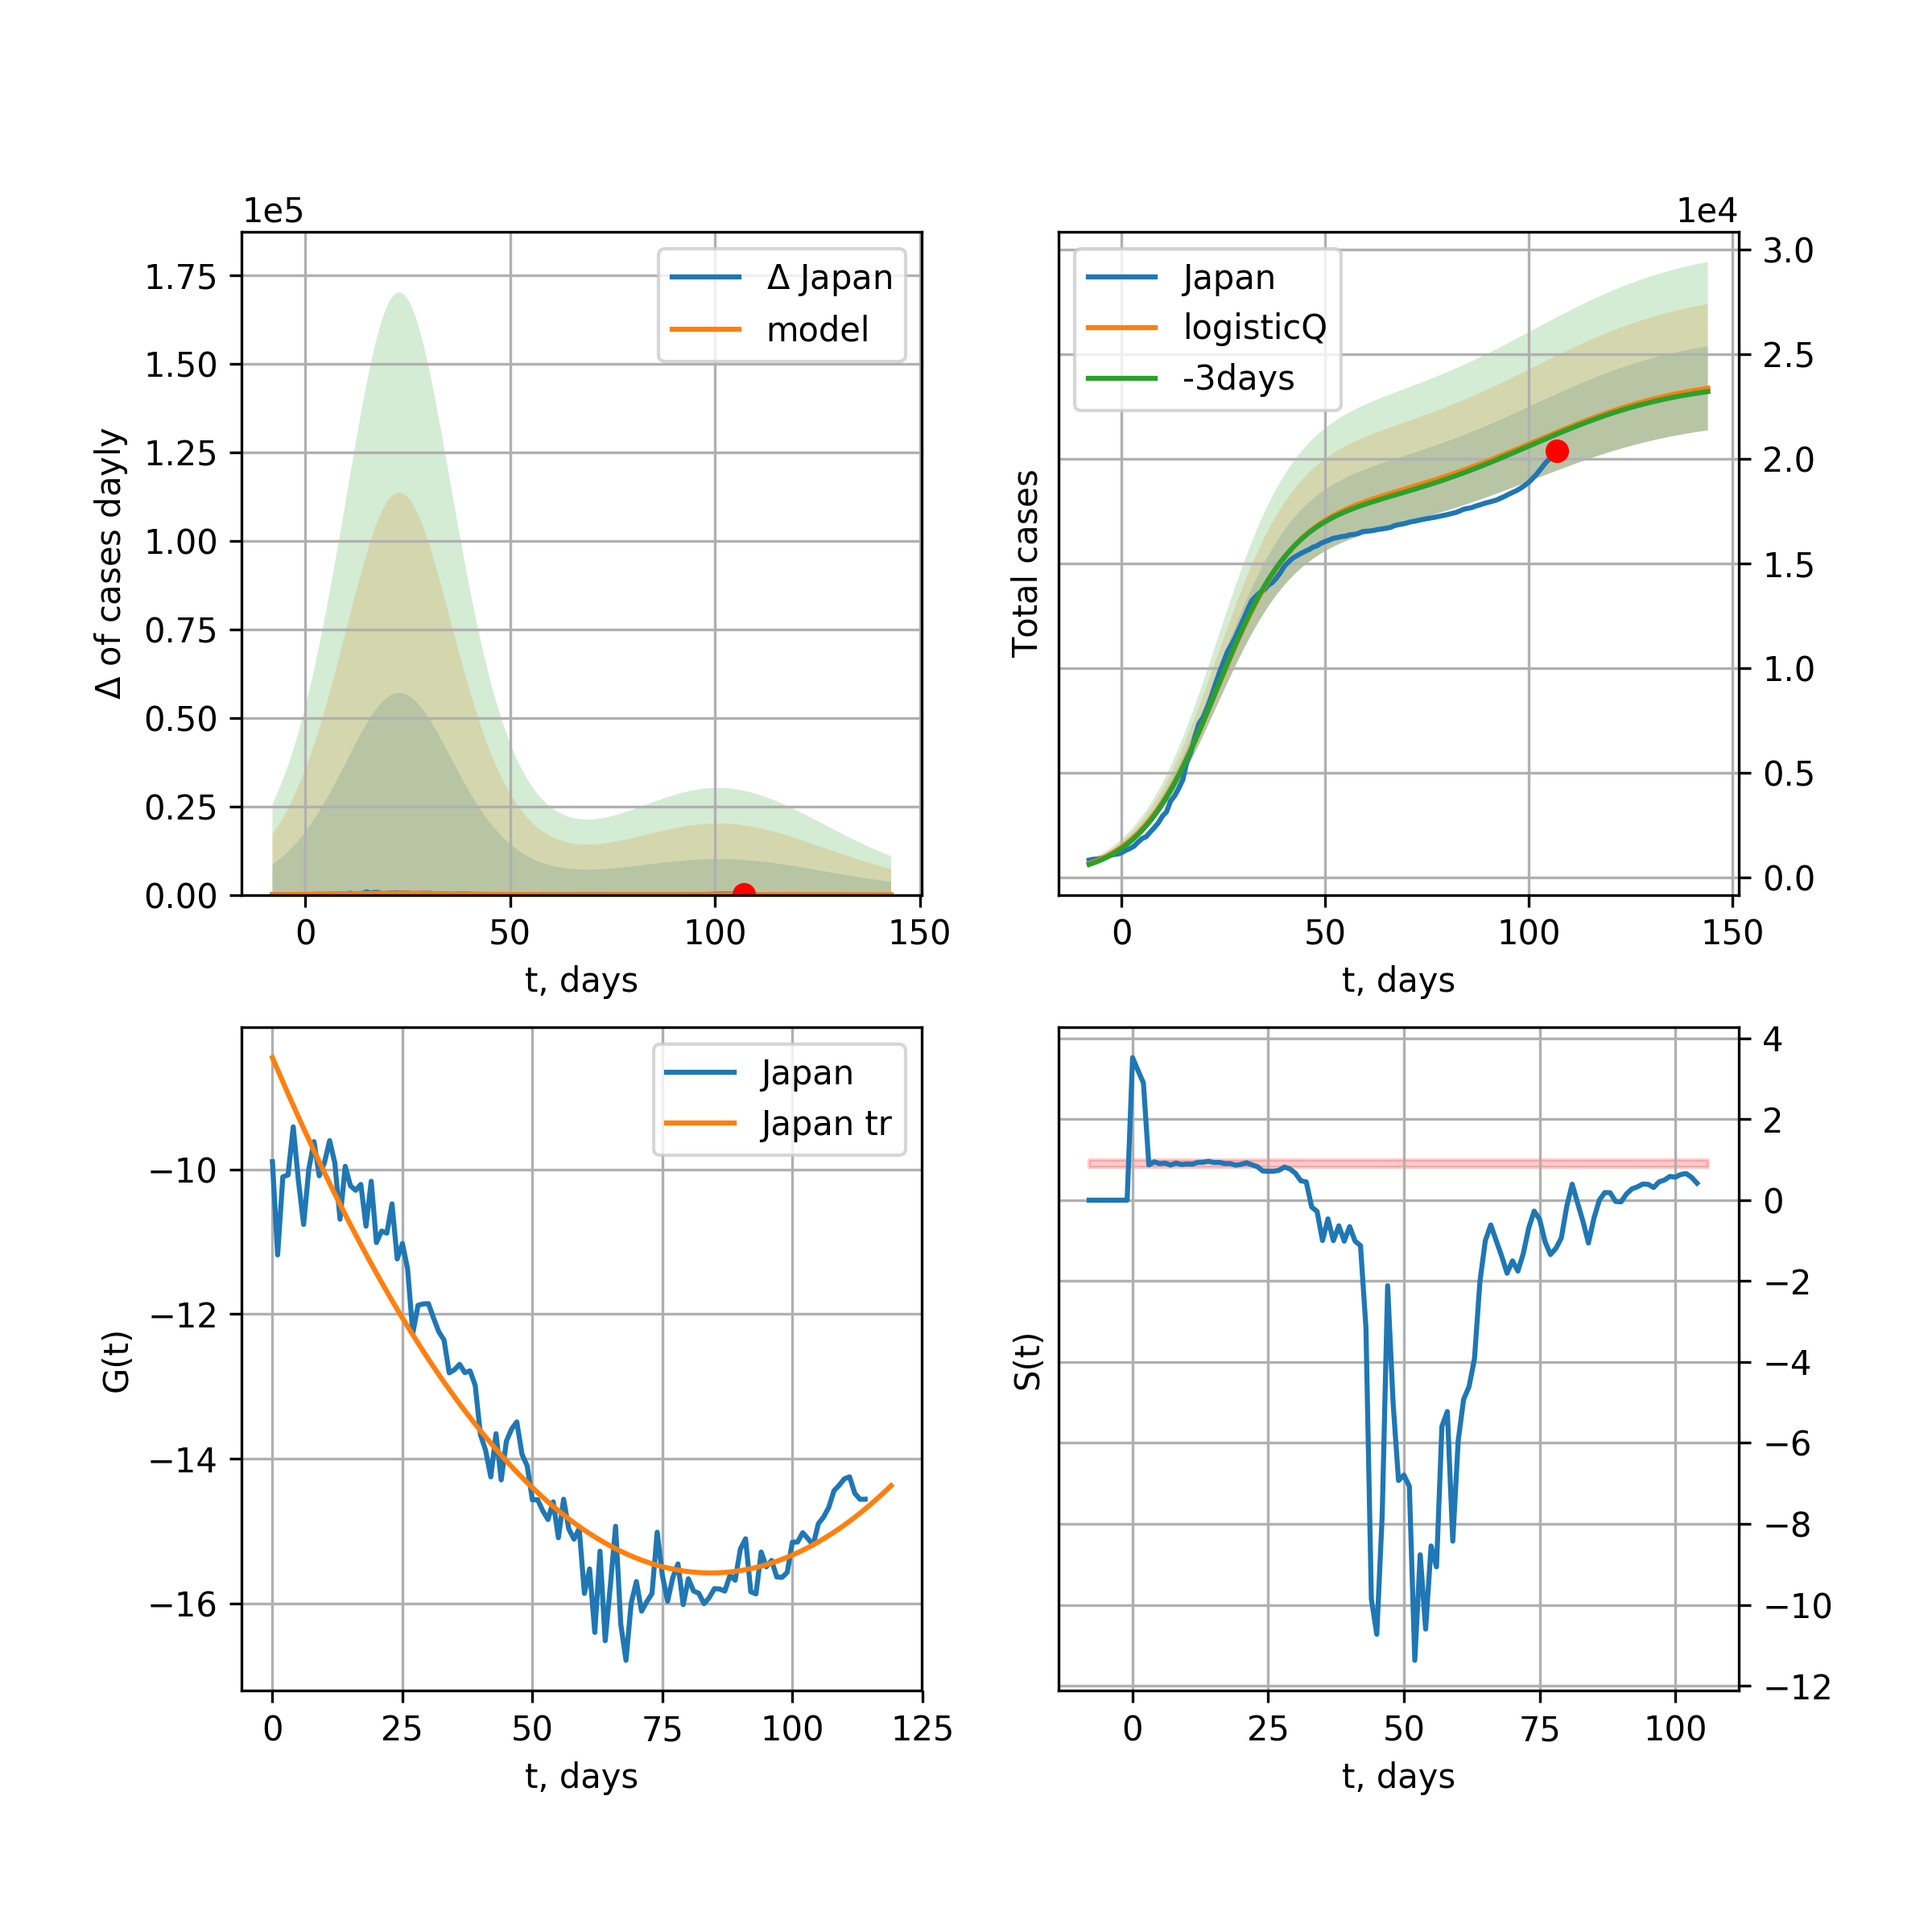 1e5
1.75
1.50
1.25
1.00
0.75
0.50
0.25
0.00
Δ of cases dayly
Δ Japan
model
0 50 100 150
t, days
1e4
3.0
2.5
2.0
1.5
1.0
0.5
0.0
Total cases
Japan
logisticQ
-3days
0 50 100 150
t, days
−10
−12
−14
−16
G(t)
Japan
Japan tr
0 25 50 75 100 125
t, days
4
2
0
−2
−4
−6
−8
−10
−12
S(t)
0 25 50 75 100
t, days